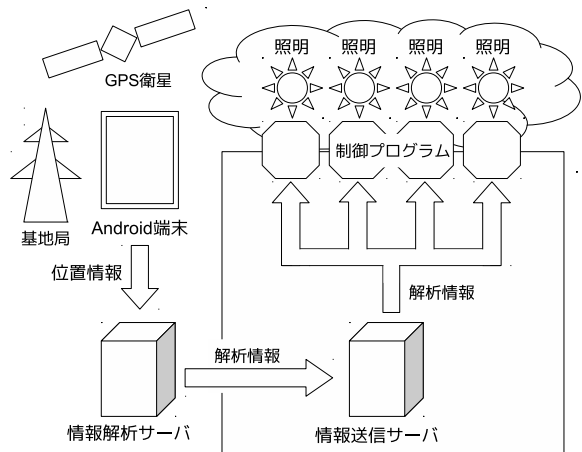 照明
照明
照明
照明
GPS衛星
制御プログラム
基地局
Android端末
位置情報
解析情報
解析情報
情報解析サーバ
情報送信サーバ